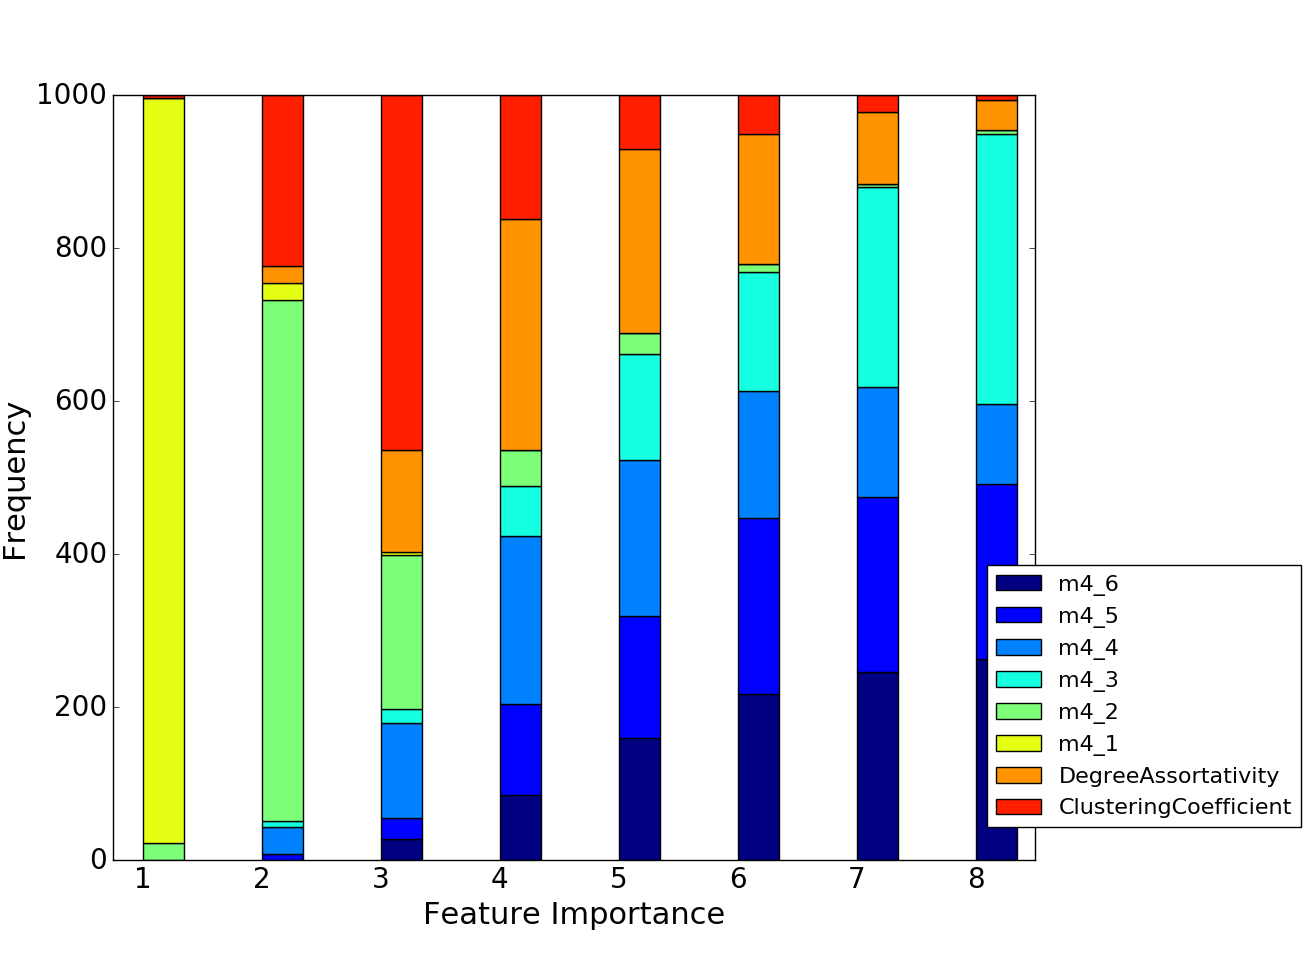 1000
800
600
400
200
0
Frequency
1 2 3 4 5 6 7 8
Feature Importance
m4_6
m4_5
m4_4
m4_3
m4_2
m4_1
DegreeAssortativity
ClusteringCoefficient